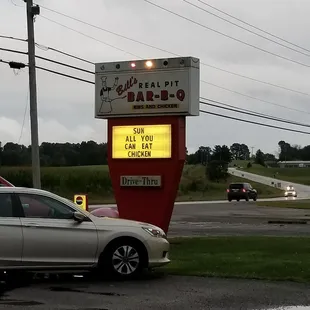 Bill's REAL PIT
BAR-B-Q
SUN
ALL YOU
CAN EAT
CHICKEN
Drive-Thru